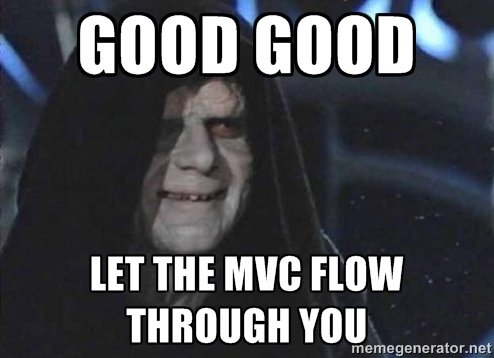 GOOD GOOD
LET THE MVC FLOW
THROUGH YOU
memegenerator.net